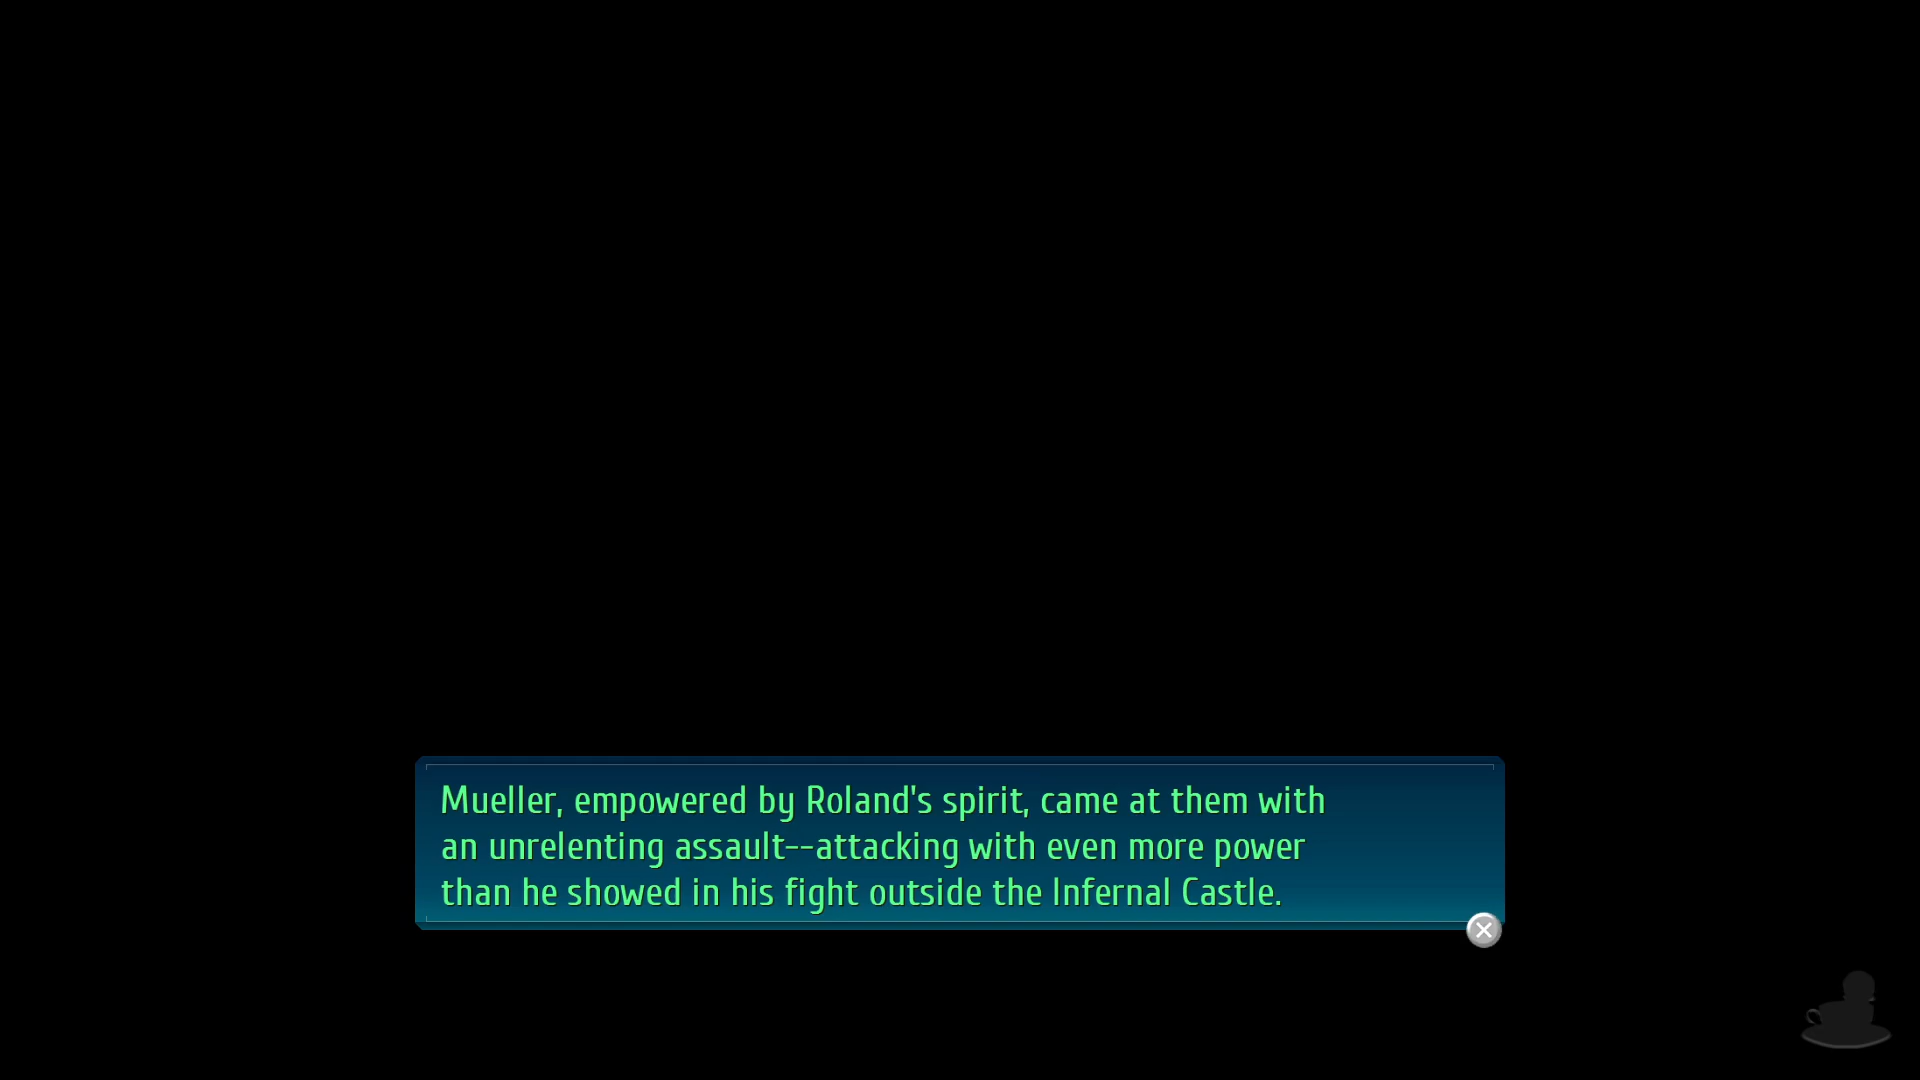 Mueller, empowered by Roland's spirit, came at them with
an unrelenting assault--attacking with even more power
than he showed in his fight outside the Infernal Castle.